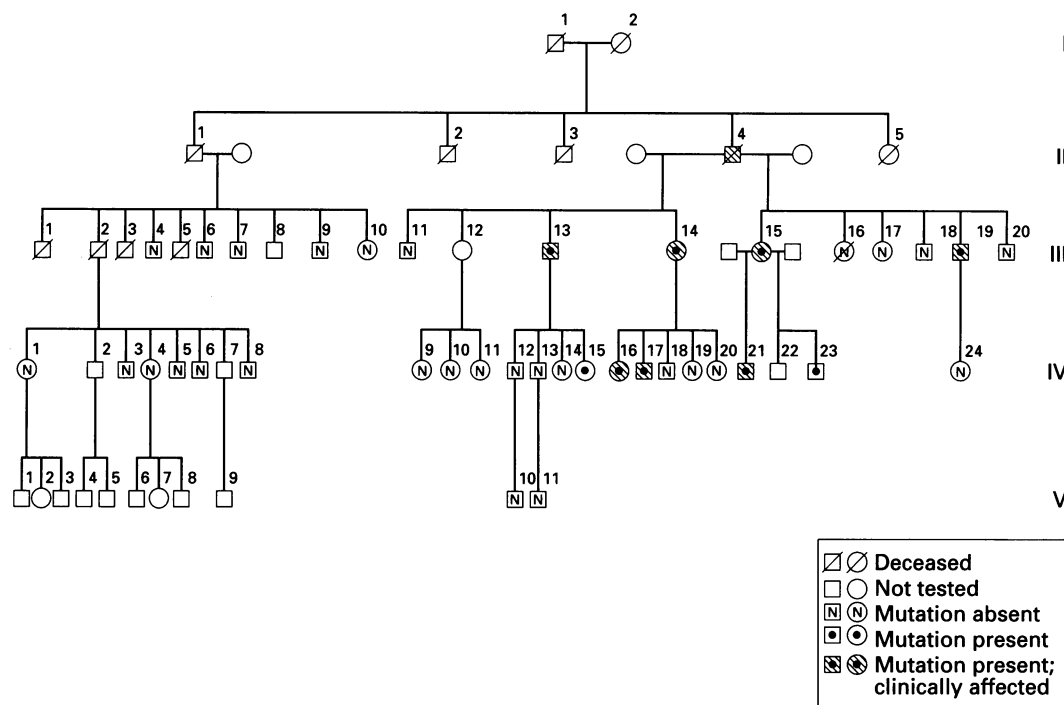 1 2
I
1 2 3 4 5
II
1 2 3 4 5 6 7 8 9 10 11 12 13 14 15 16 17 18 19 20
N N N N N N N N N N
III
1 2 3 4 5 6 7 8 9 10 11 12 13 14 15 16 17 18 19 20 21 22 23 24
N N N N N N N N N N N N N N N N
IV
1 2 3 4 5 6 7 8 9 10 11
N N
V
Deceased
Not tested
N N Mutation absent
Mutation present
Mutation present;
clinically affected